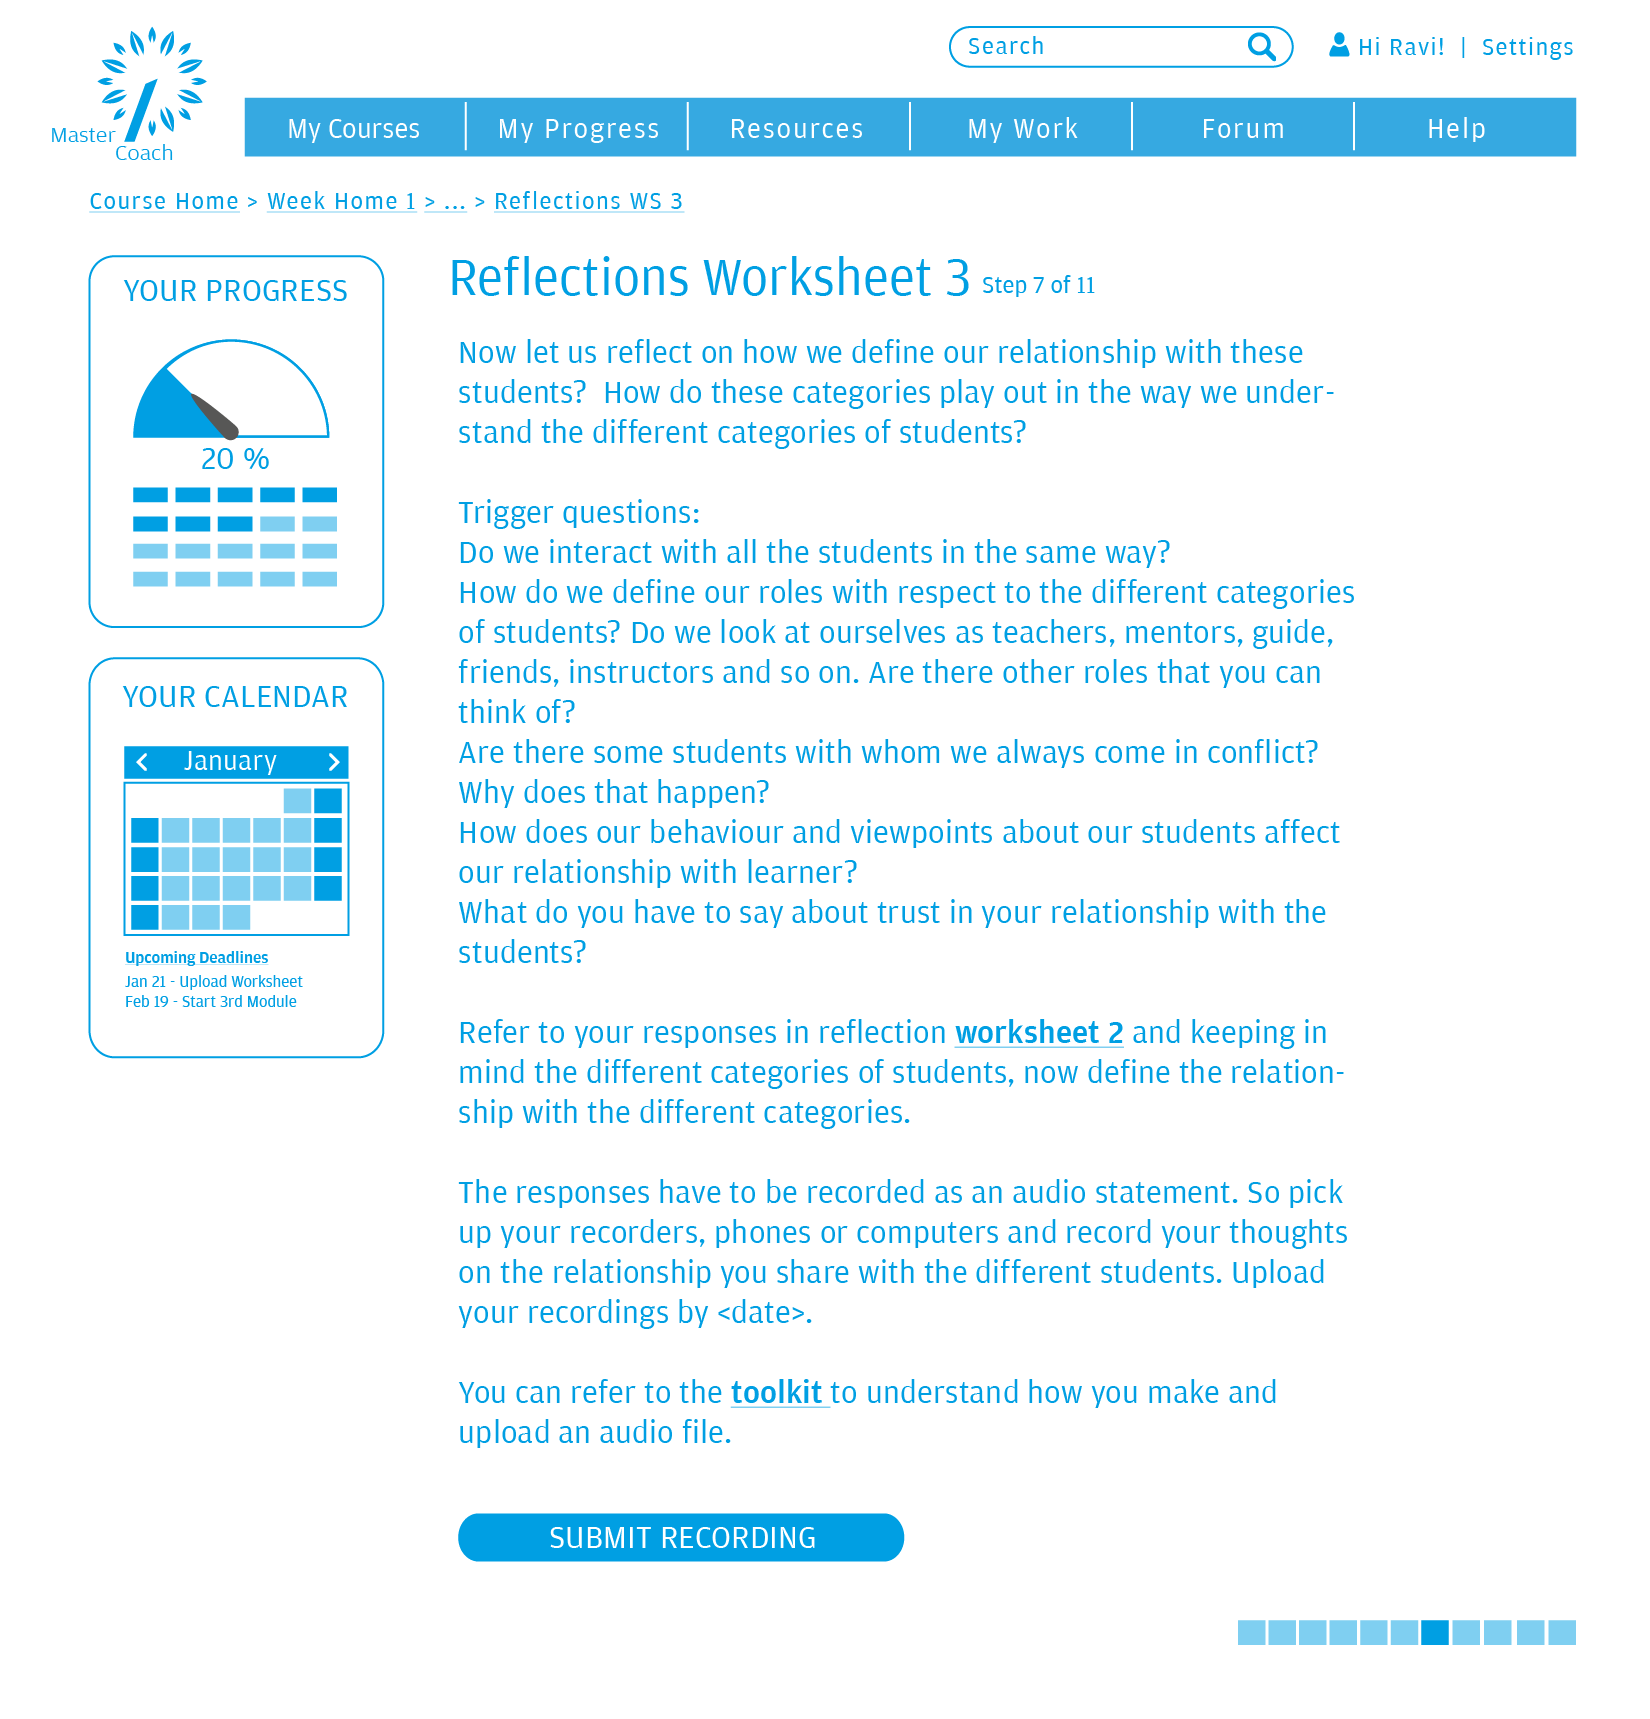 Master
Coach
Search
Hi Ravi! | Settings
My Courses
My Progress
Resources
My Work
Forum
Help
Course Home > Week Home 1 > ... > Reflections WS 3
YOUR PROGRESS
20 %
YOUR CALENDAR
January
Upcoming Deadlines
Jan 21 - Upload Worksheet
Feb 19 - Start 3rd Module
Reflections Worksheet 3 Step 7 of 11
Now let us reflect on how we define our relationship with these
students?  How do these categories play out in the way we under-
stand the different categories of students?
Trigger questions:
Do we interact with all the students in the same way?
How do we define our roles with respect to the different categories
of students? Do we look at ourselves as teachers, mentors, guide,
friends, instructors and so on. Are there other roles that you can
think of?
Are there some students with whom we always come in conflict?
Why does that happen?
How does our behaviour and viewpoints about our students affect
our relationship with learner?
What do you have to say about trust in your relationship with the
students?
Refer to your responses in reflection worksheet 2 and keeping in
mind the different categories of students, now define the relation-
ship with the different categories.
The responses have to be recorded as an audio statement. So pick
up your recorders, phones or computers and record your thoughts
on the relationship you share with the different students. Upload
your recordings by <date>.
You can refer to the toolkit to understand how you make and
upload an audio file.
SUBMIT RECORDING